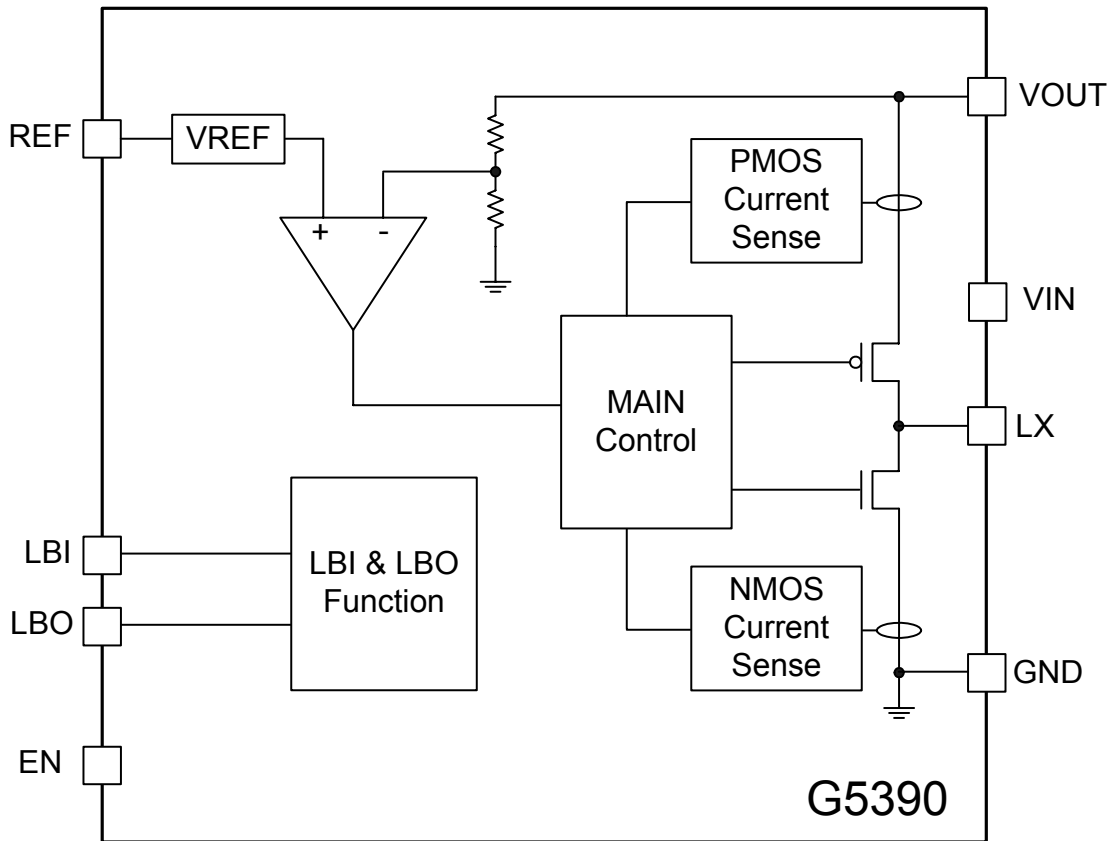 VOUT
REF
VREF
PMOS
Current
Sense
+ -
VIN
MAIN
Control
LX
LBI
LBO
LBI & LBO
Function
NMOS
Current
Sense
GND
EN
G5390